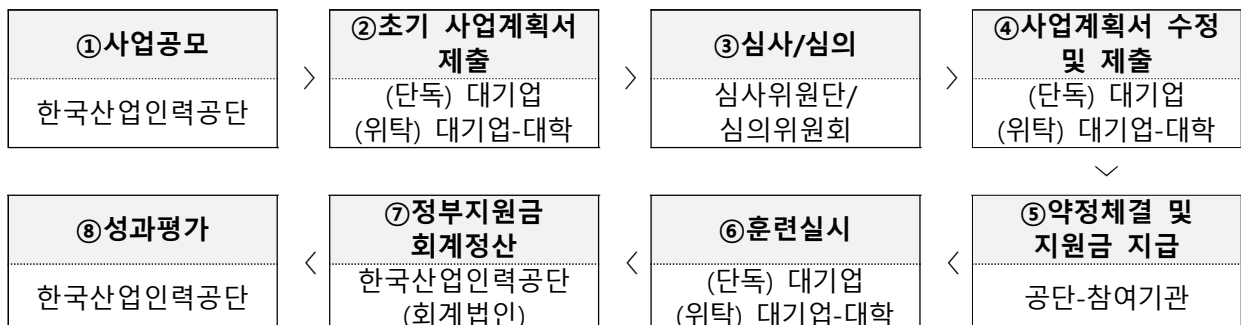 ①사업공모
한국산업인력공단
〉
②초기 사업계획서
제출
(단독) 대기업
(위탁) 대기업-대학
〉
③심사/심의
심사위원단/
심의위원회
〉
④사업계획서 수정
및 제출
(단독) 대기업
(위탁) 대기업-대학
﹀
⑤약정체결 및
지원금 지급
공단-참여기관
〈
⑥훈련실시
(단독) 대기업
(위탁) 대기업-대학
〈
⑦정부지원금
회계정산
한국산업인력공단
(회계법인)
〈
⑧성과평가
한국산업인력공단